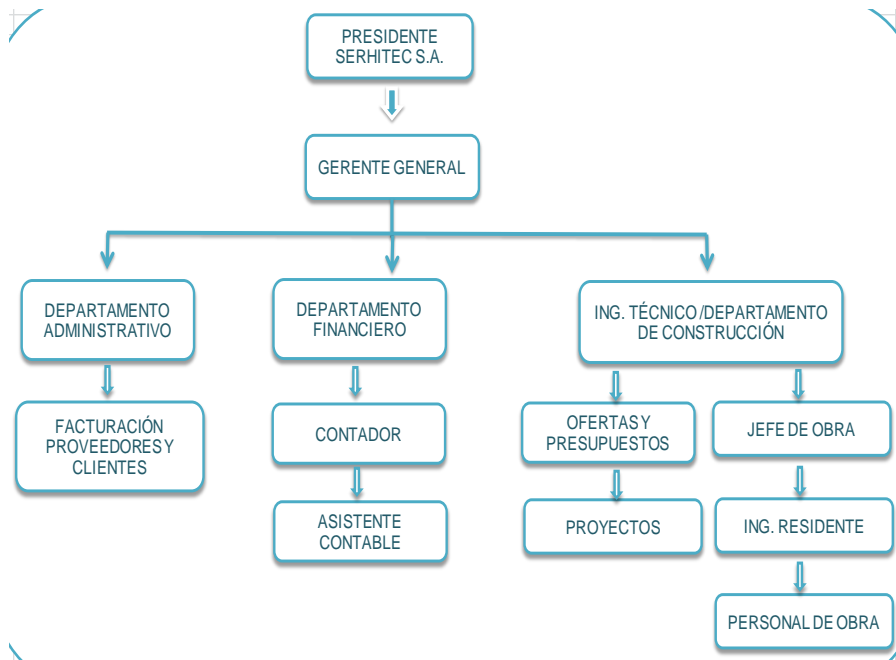 PRESIDENTE
SERHITEC S.A.
GERENTE GENERAL
DEPARTAMENTO
ADMINISTRATIVO
DEPARTAMENTO
FINANCIERO
ING. TÉCNICO /DEPARTAMENTO
DE CONSTRUCCIÓN
FACTURACIÓN
PROVEEDORES Y
CLIENTES
CONTADOR
OFERTAS Y
PRESUPUESTOS
JEFE DE OBRA
ASISTENTE
CONTABLE
PROYECTOS
ING. RESIDENTE
PERSONAL DE OBRA